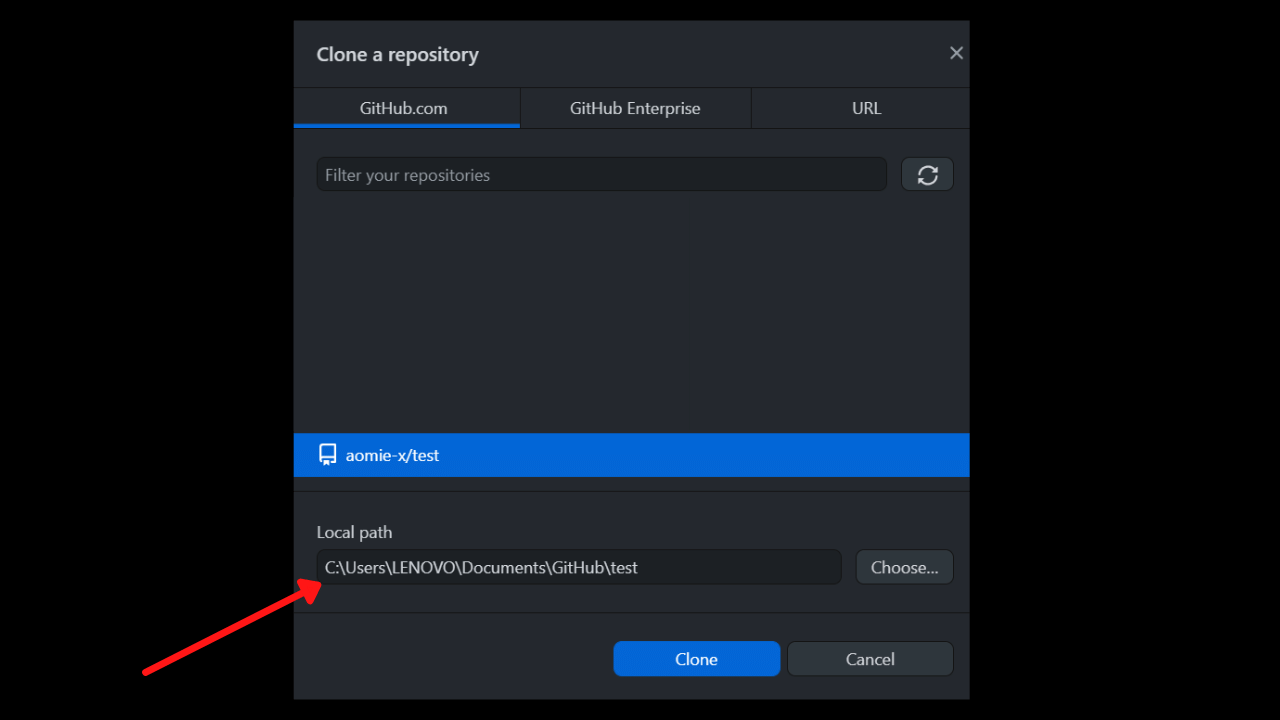 Clone a repository
GitHub.com
GitHub Enterprise
URL
Filter your repositories
aomie-x/test
Local path
C:\Users\LENOVO\Documents\GitHub\test
Choose...
Clone
Cancel